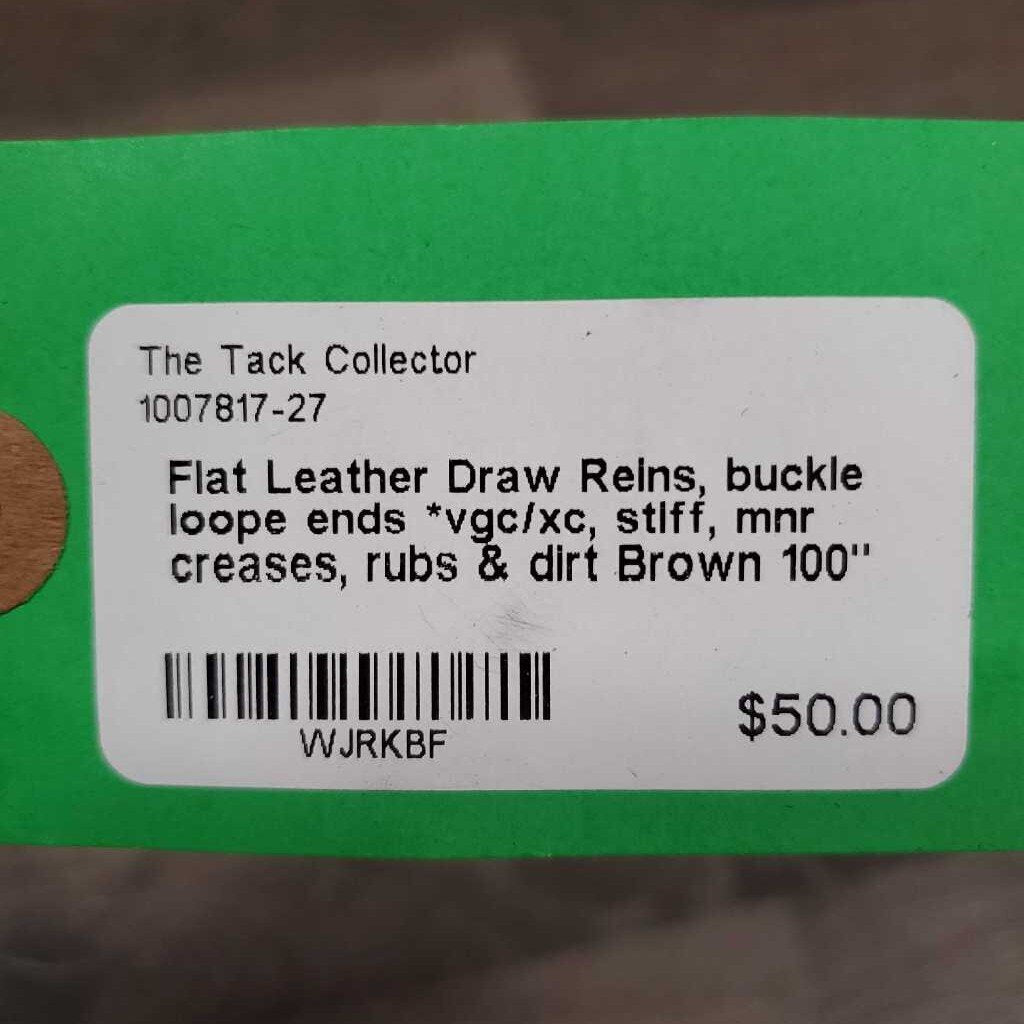 The Tack Collector
1007817-27
Flat Leather Draw Reins, buckle
loope ends *vgc/xc, stiff, mnr
creases, rubs & dirt Brown 100"
WJRKBF
$50.00